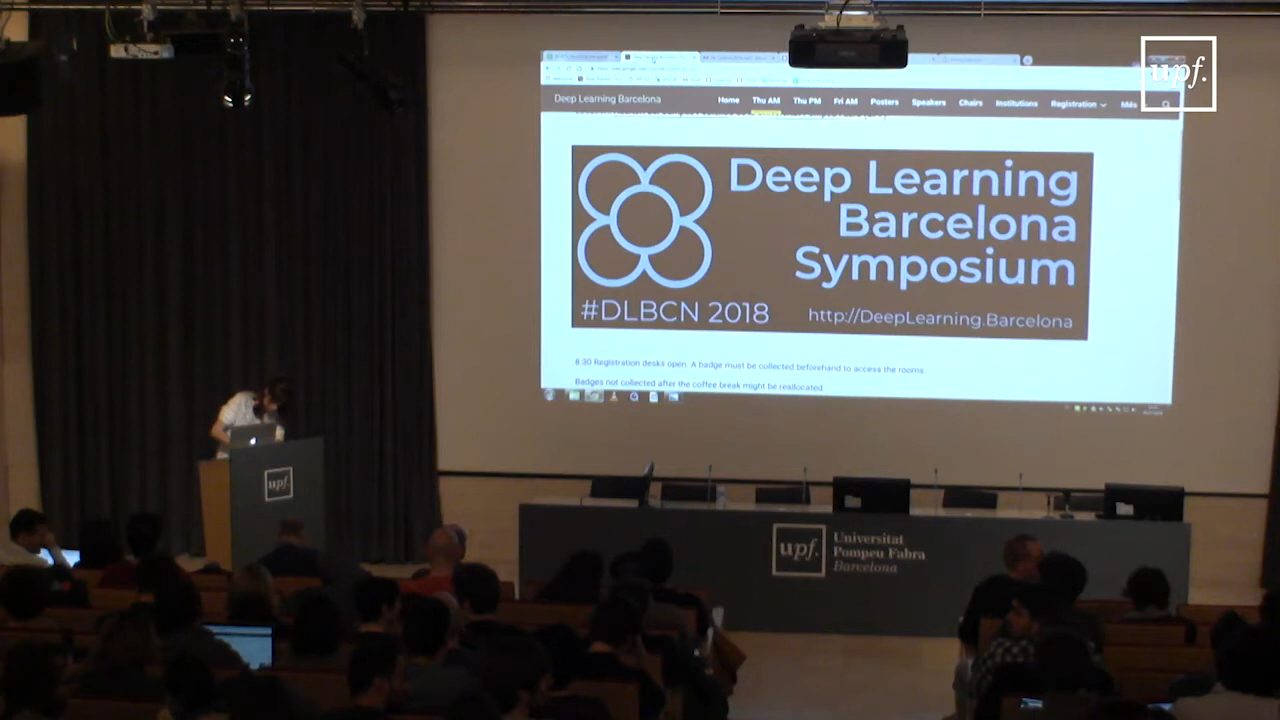 upf.
Deep Learning Barcelona
Home Thu AM Thu PM Fri AM Posters Speakers Chairs Institutions Registration Més
Deep Learning
Barcelona
Symposium
#DLBCN 2018
http://DeepLearning.Barcelona
8:30 Registration desks open. A badge must be collected beforehand to access the rooms.
Badges not collected after the coffee break might be reallocated
upf.
upf.
Universitat
Pompeu Fabra
Barcelona